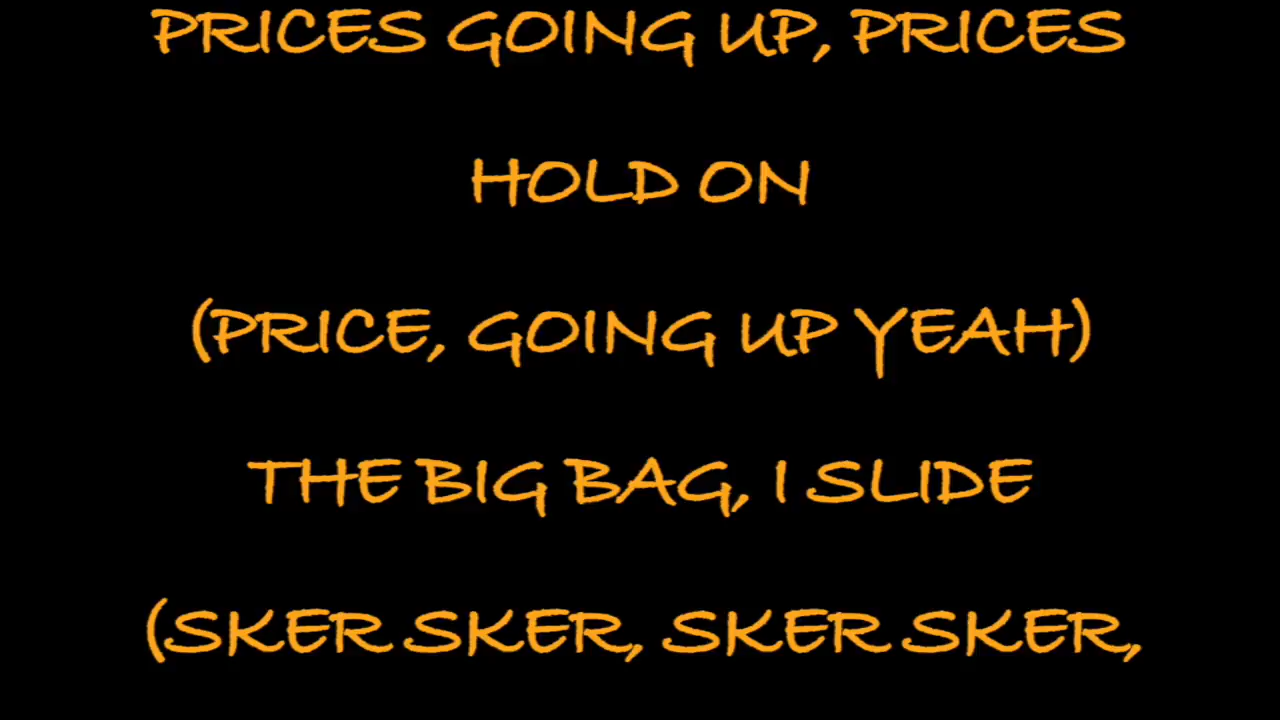 PRICES GOING UP, PRICES
HOLD ON
(PRICE, GOING UP YEAH)
THE BIG BAG, I SLIDE
(SKER SKER, SKER SKER,